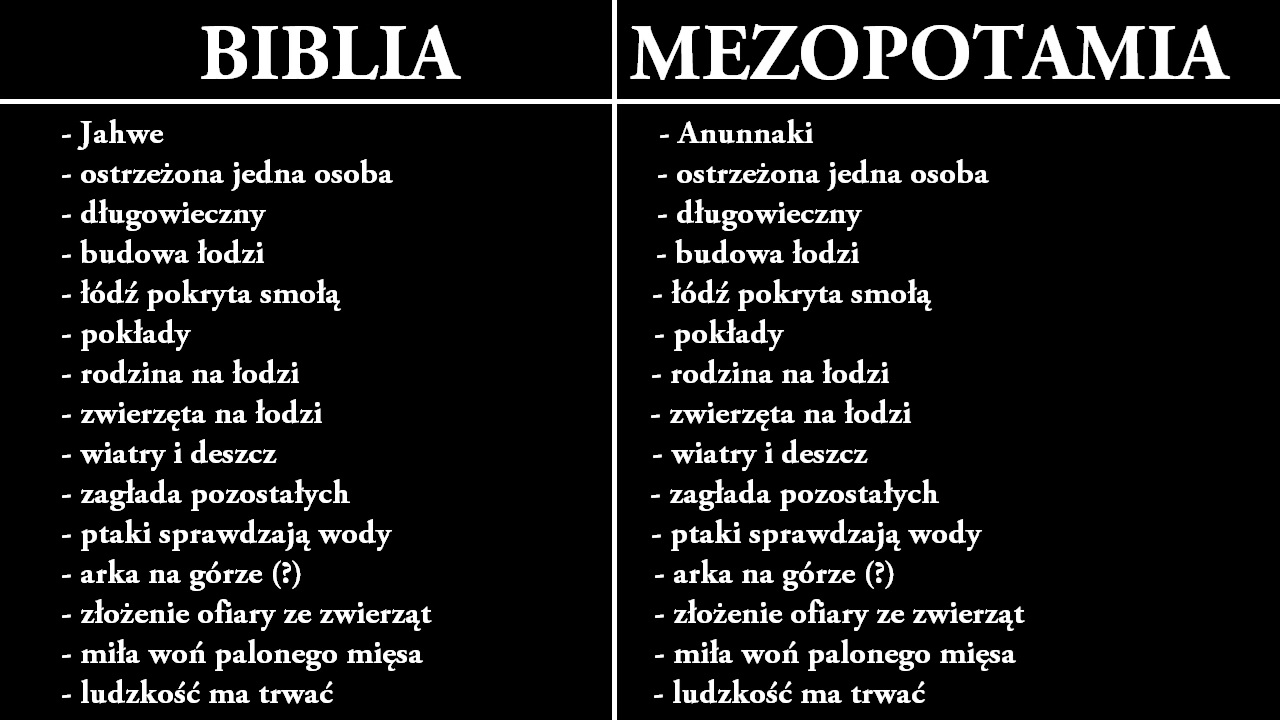 BIBLIA
- Jahwe
- ostrzeżona jedna osoba
- długowieczny
- budowa łodzi
- łódź pokryta smołą
- pokłady
- rodzina na łodzi
- zwierzęta na łodzi
- wiatry i deszcz
- zagłada pozostałych
- ptaki sprawdzają wody
- arka na górze (?)
- złożenie ofiary ze zwierząt
- miła woń palonego mięsa
- ludzkość ma trwać
MEZOPOTAMIA
- Anunnaki
- ostrzeżona jedna osoba
- długowieczny
- budowa łodzi
- łódź pokryta smołą
- pokłady
- rodzina na łodzi
- zwierzęta na łodzi
- wiatry i deszcz
- zagłada pozostałych
- ptaki sprawdzają wody
- arka na górze (?)
- złożenie ofiary ze zwierząt
- miła woń palonego mięsa
- ludzkość ma trwać